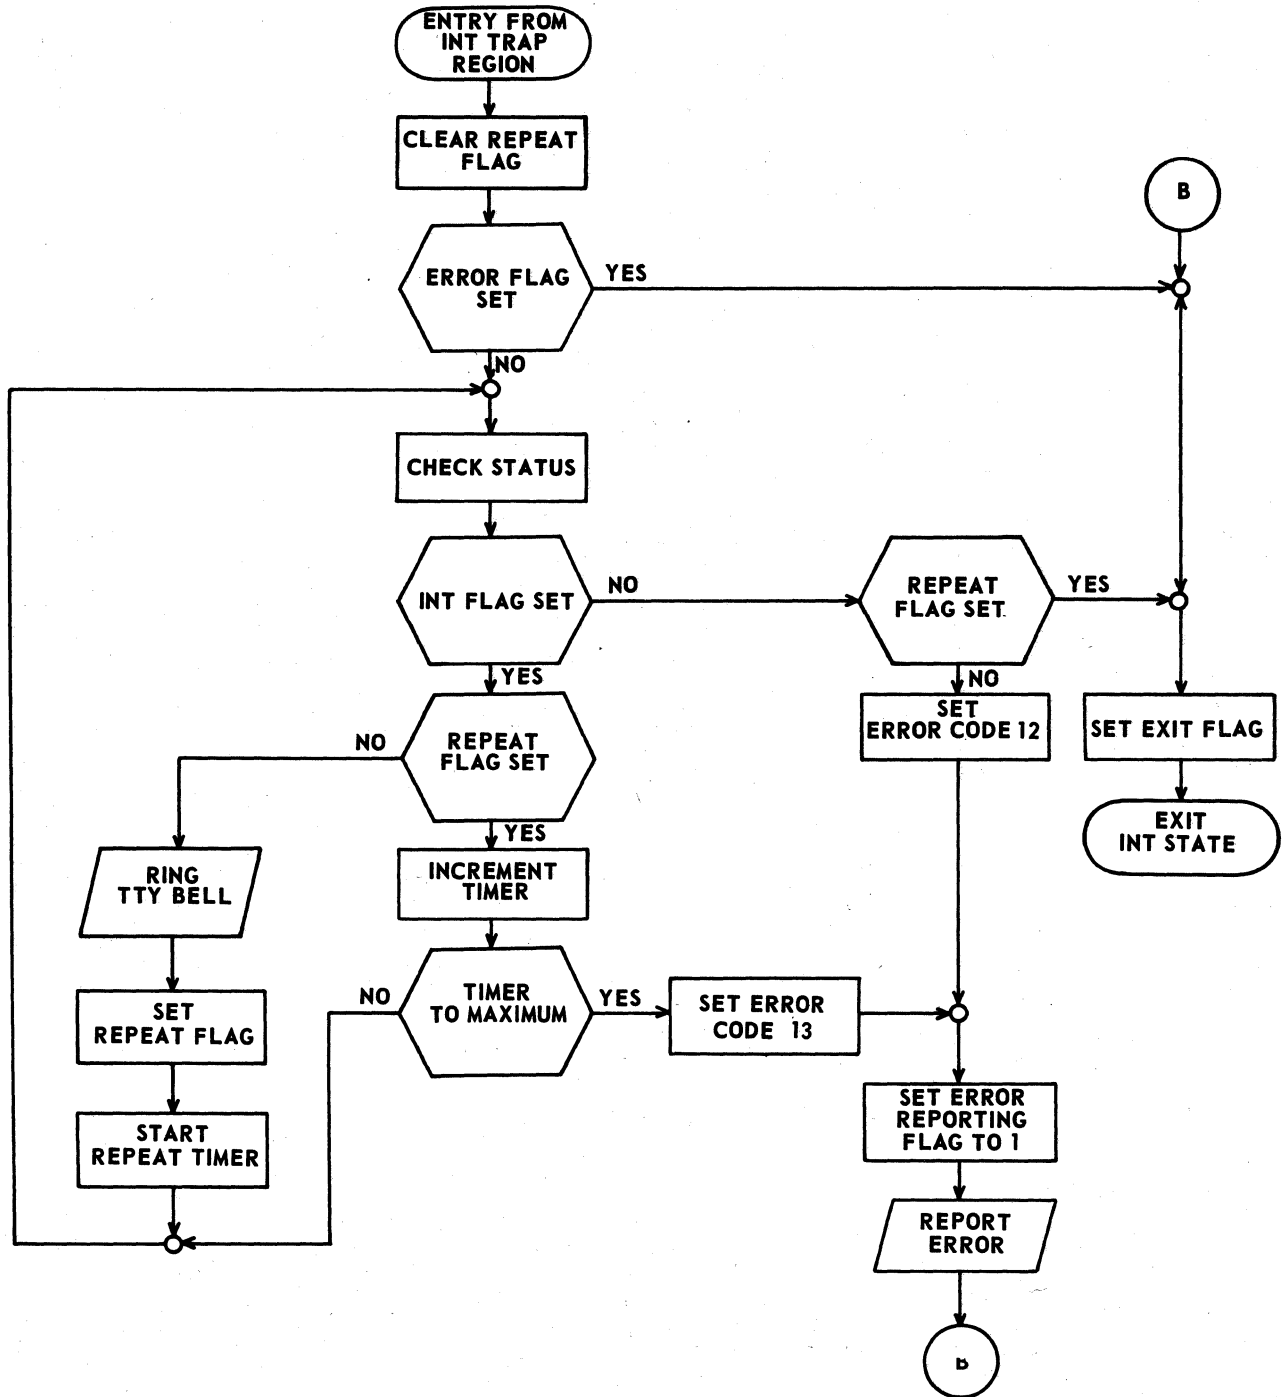 ENTRY FROM
INT TRAP
REGION
CLEAR REPEAT
FLAG
B
ERROR FLAG
SET
YES
NO
CHECK STATUS
INT FLAG SET
NO
REPEAT
FLAG SET
YES
YES
NO
SET
ERROR CODE 12
SET EXIT FLAG
REPEAT
FLAG SET
NO
YES
EXIT
INT STATE
RING
TTY BELL
INCREMENT
TIMER
SET
REPEAT FLAG
NO
TIMER
TO MAXIMUM
YES
SET ERROR
CODE 13
START
REPEAT TIMER
SET ERROR
REPORTING
FLAG TO 1
REPORT
ERROR
B